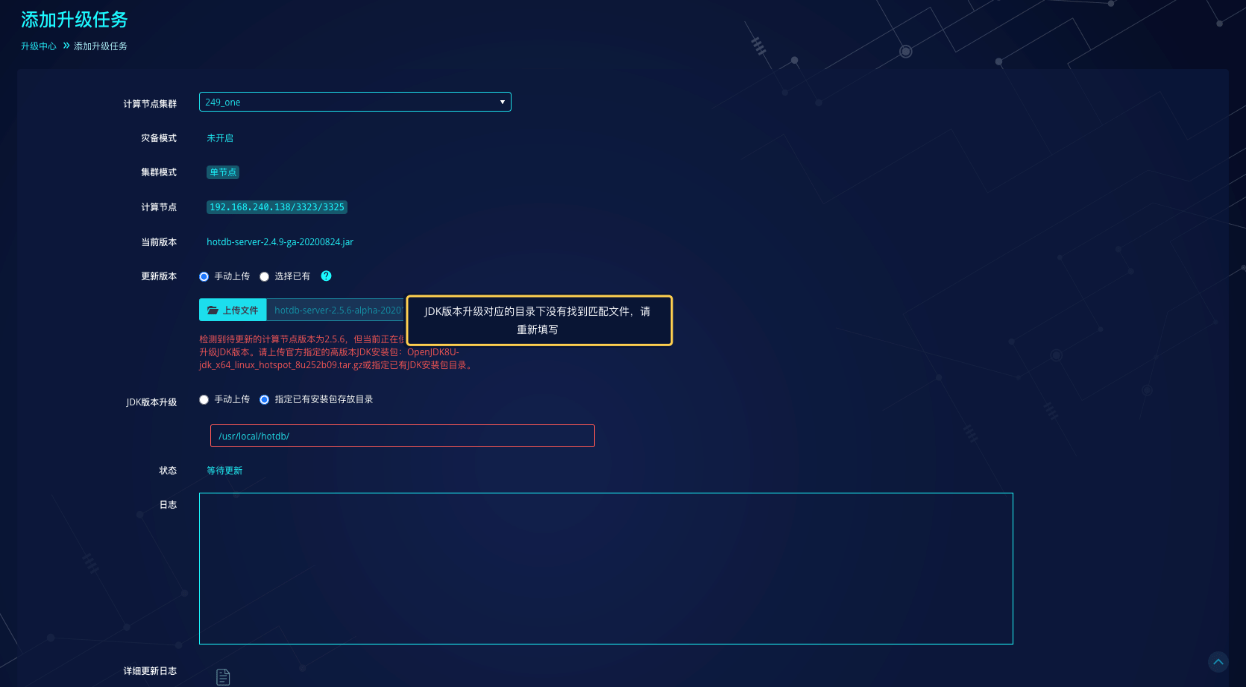 添加升级任务
升级中心 » 添加升级任务
计算节点集群 249_one
灾备模式 未开启
集群模式 单节点
计算节点 192.168.240.138/3323/3325
当前版本 hotdb-server-2.4.9-ga-20200824.jar
更新版本 手动上传 选择已有 ?
上传文件 hotdb-server-2.5.6-alpha-2020
JDK版本升级对应的目录下没有找到匹配文件，请
重新填写
检测到待更新的计算节点版本为2.5.6，但当前正在
升级JDK版本。请上传官方指定的高版本JDK安装包：OpenJDK8U-
jdk_x64_linux_hotspot_8u252b09.tar.gz或指定已有JDK安装包目录。
JDK版本升级 手动上传 指定已有安装包存放目录
/usr/local/hotdb/
状态 等待更新
日志
详细更新日志